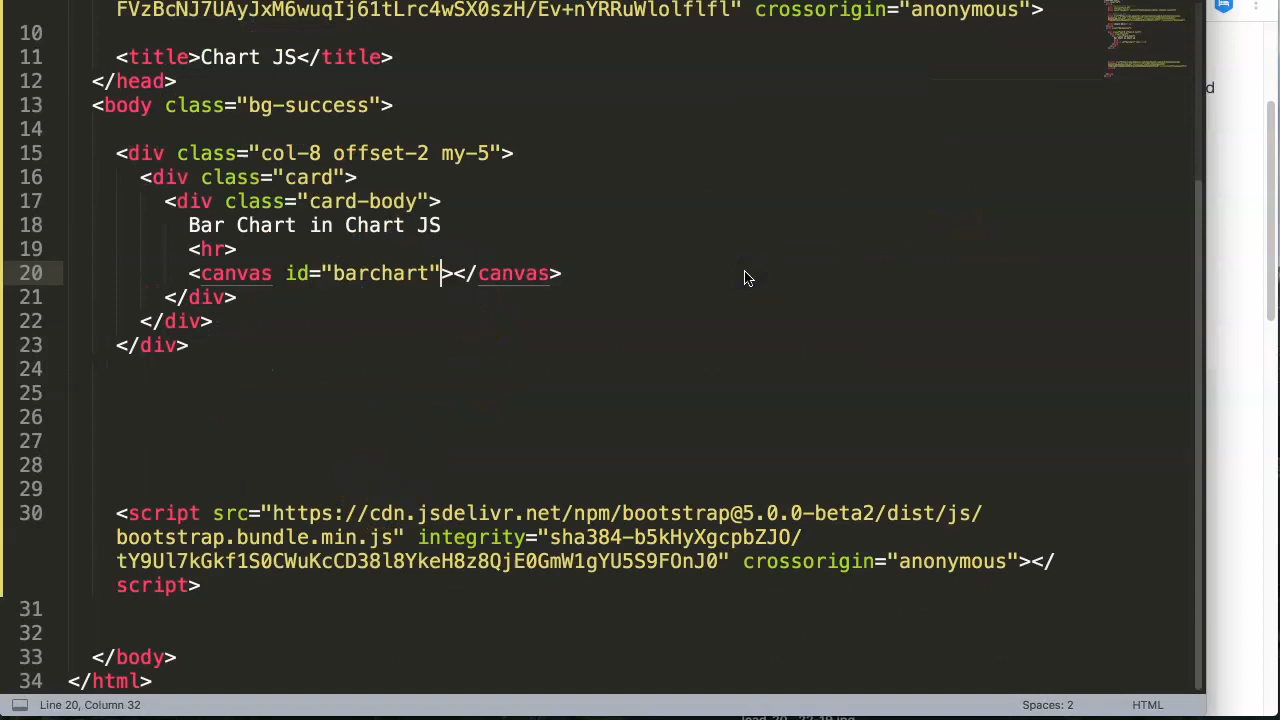 FVzBcNJ7UAyJxM6wuqIj61tLrc4wSX0szH/Ev+nYRRuWlolflfl" crossorigin="anonymous">
10
11 <title>Chart JS</title>
12 </head>
13 <body class="bg-success">
14
15 <div class="col-8 offset-2 my-5">
16 <div class="card">
17 <div class="card-body">
18 Bar Chart in Chart JS
19 <hr>
20 <canvas id="barchart"></canvas>
21 </div>
22 </div>
23 </div>
24
25
26
27
28
29
30 <script src="https://cdn.jsdelivr.net/npm/bootstrap@5.0.0-beta2/dist/js/
bootstrap.bundle.min.js" integrity="sha384-b5kHyXgcpbZJO/
tY9Ul7kGkf1S0CWuKcCD38l8YkeH8z8QjE0GmW1gYU5S9FOnJ0" crossorigin="anonymous"></
script>
31
32
33 </body>
34 </html>
Line 20, Column 32
Spaces: 2
HTML